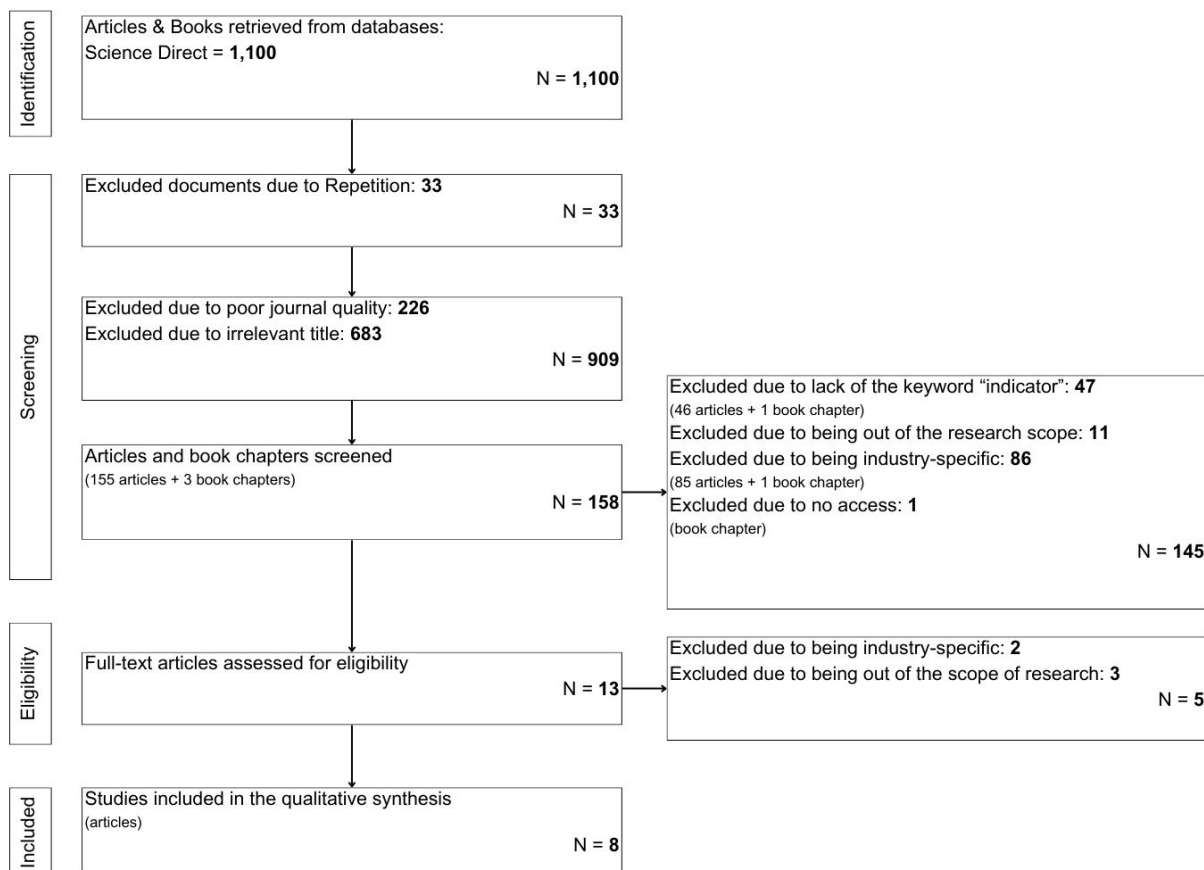 Identification
Articles & Books retrieved from databases:
Science Direct = 1,100
N = 1,100
Screening
Excluded documents due to Repetition: 33
N = 33
Excluded due to poor journal quality: 226
Excluded due to irrelevant title: 683
N = 909
Articles and book chapters screened
(155 articles + 3 book chapters)
N = 158
Excluded due to lack of the keyword “indicator”: 47
(46 articles + 1 book chapter)
Excluded due to being out of the research scope: 11
Excluded due to being industry-specific: 86
(85 articles + 1 book chapter)
Excluded due to no access: 1
(book chapter)
N = 145
Eligibility
Full-text articles assessed for eligibility
N = 13
Excluded due to being industry-specific: 2
Excluded due to being out of the scope of research: 3
N = 5
Included
Studies included in the qualitative synthesis
(articles)
N = 8